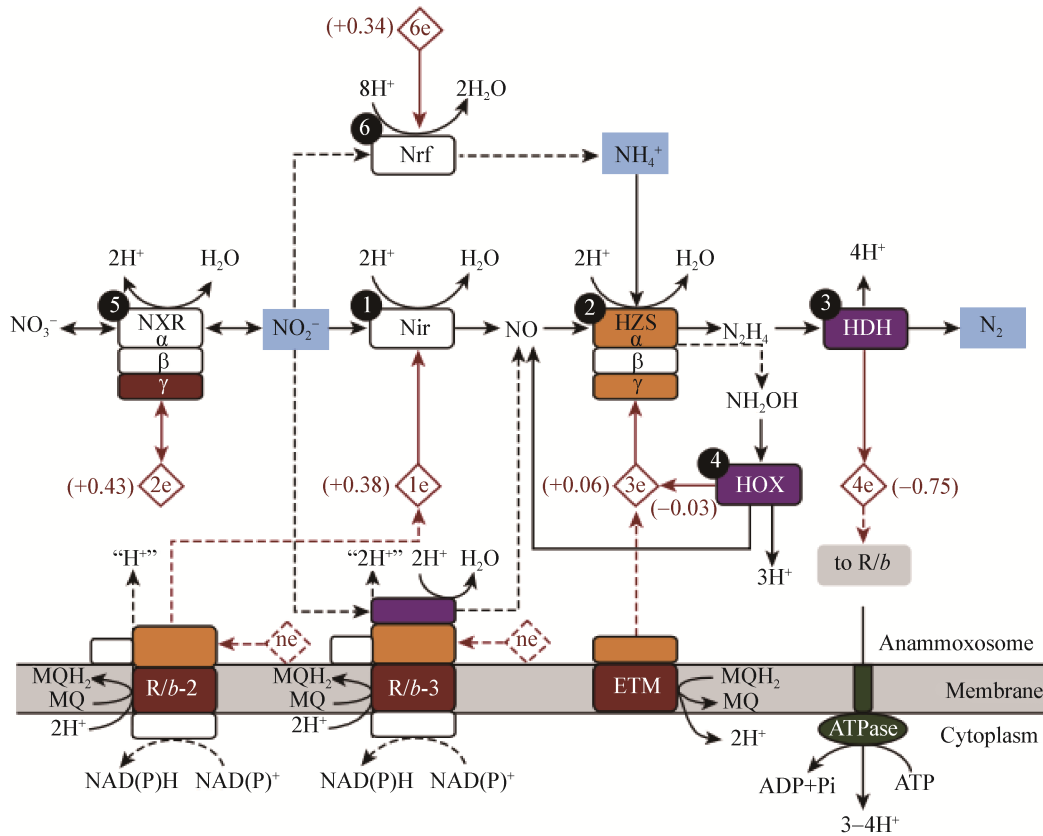 (+0.34) 6e
8H⁺ 2H₂O
6
Nrf NH₄⁺
2H⁺ H₂O 2H⁺ H₂O 2H⁺ H₂O 4H⁺
5 1 2 3
NO₃⁻ NXR NO₂⁻ Nir NO HZS N₂H₄ HDH N₂
α α
β β
γ γ NH₂OH
4
(+0.43) 2e (+0.38) 1e (+0.06) 3e (−0.03) HOX 4e (−0.75)
“H⁺” “2H⁺” 2H⁺ H₂O 3H⁺ to R/b
ne ne Anammoxosome
MQH₂ R/b-2 MQH₂ R/b-3 ETM MQH₂ Membrane
MQ MQ MQ
2H⁺ 2H⁺ 2H⁺ ATPase Cytoplasm
NAD(P)H NAD(P)⁺ NAD(P)H NAD(P)⁺ ADP+Pi ATP
3−4H⁺